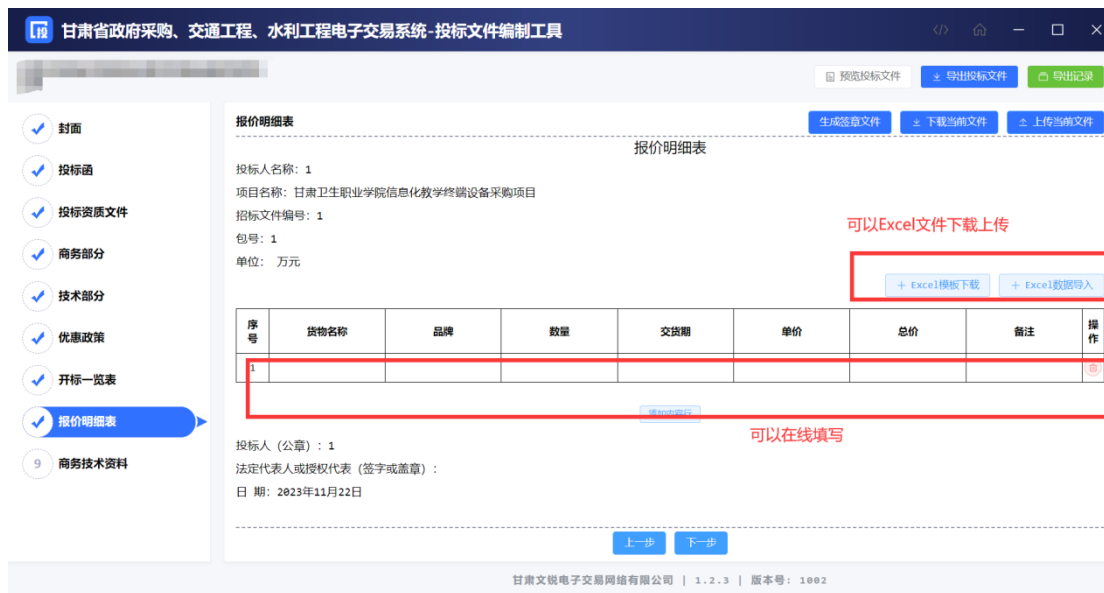 投 甘肃省政府采购、交通工程、水利工程电子交易系统-投标文件编制工具
预览投标文件 导出投标文件 导出记录
封面
投标函
投标资质文件
商务部分
技术部分
优惠政策
开标一览表
报价明细表
9 商务技术资料
报价明细表 生成签章文件 下载当前文件 上传当前文件
报价明细表
投标人名称: 1
项目名称: 甘肃卫生职业学院信息化教学终端设备采购项目
招标文件编号: 1
包号: 1
单位: 万元
可以Excel文件下载上传
+ Excel模板下载 + Excel数据导入
序号 货物名称 品牌 数量 交货期 单价 总价 备注 操作
1
添加内容行
可以在线填写
投标人 (公章) : 1
法定代表人或授权代表 (签字或盖章) :
日 期: 2023年11月22日
上一步 下一步
甘肃文锐电子交易网络有限公司 | 1.2.3 | 版本号: 1002